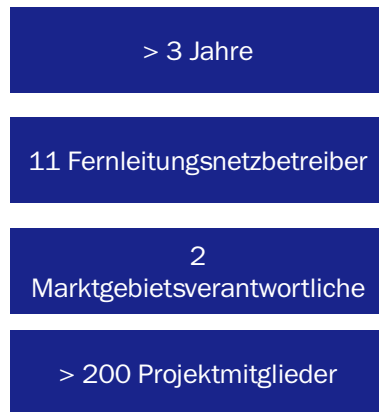 > 3 Jahre
11 Fernleitungsnetzbetreiber
2
Marktgebietsverantwortliche
> 200 Projektmitglieder